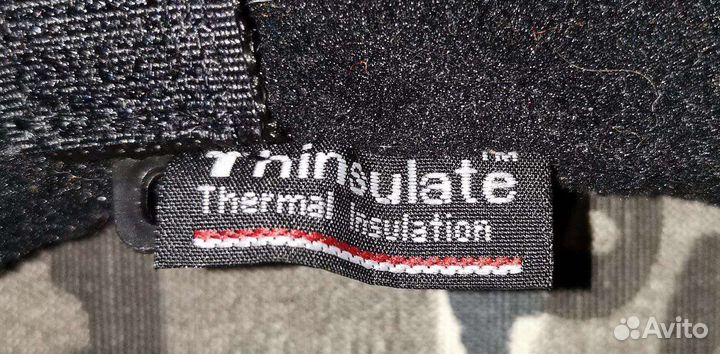 Thinsulate™
Thermal Insulation
Avito